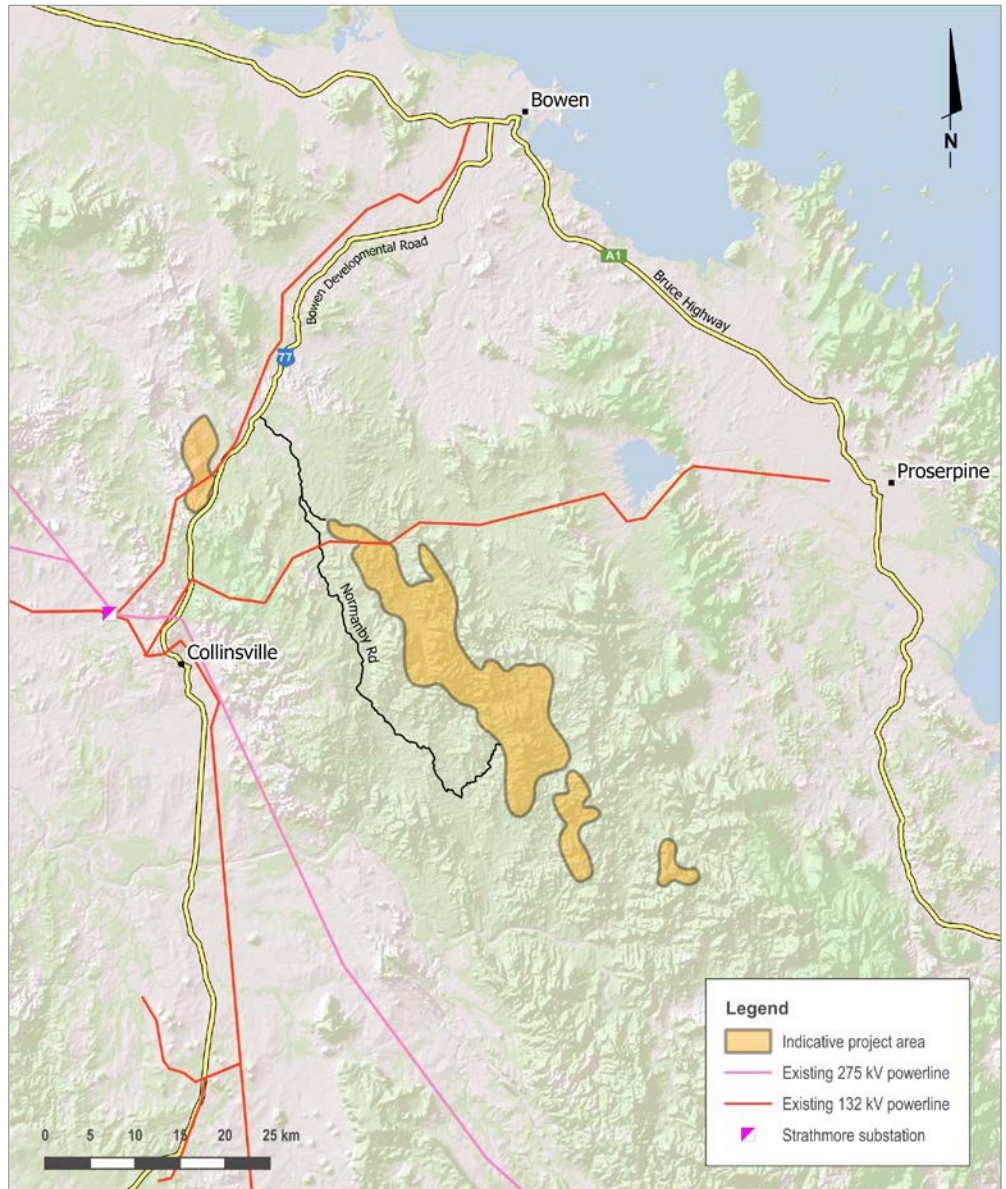 Bowen
N
Bowen Developmental Road
A1
Bruce Highway
77
Proserpine
Normanby Rd
Collinsville
Legend
Indicative project area
Existing 275 kV powerline
Existing 132 kV powerline
Strathmore substation
0 5 10 15 20 25 km